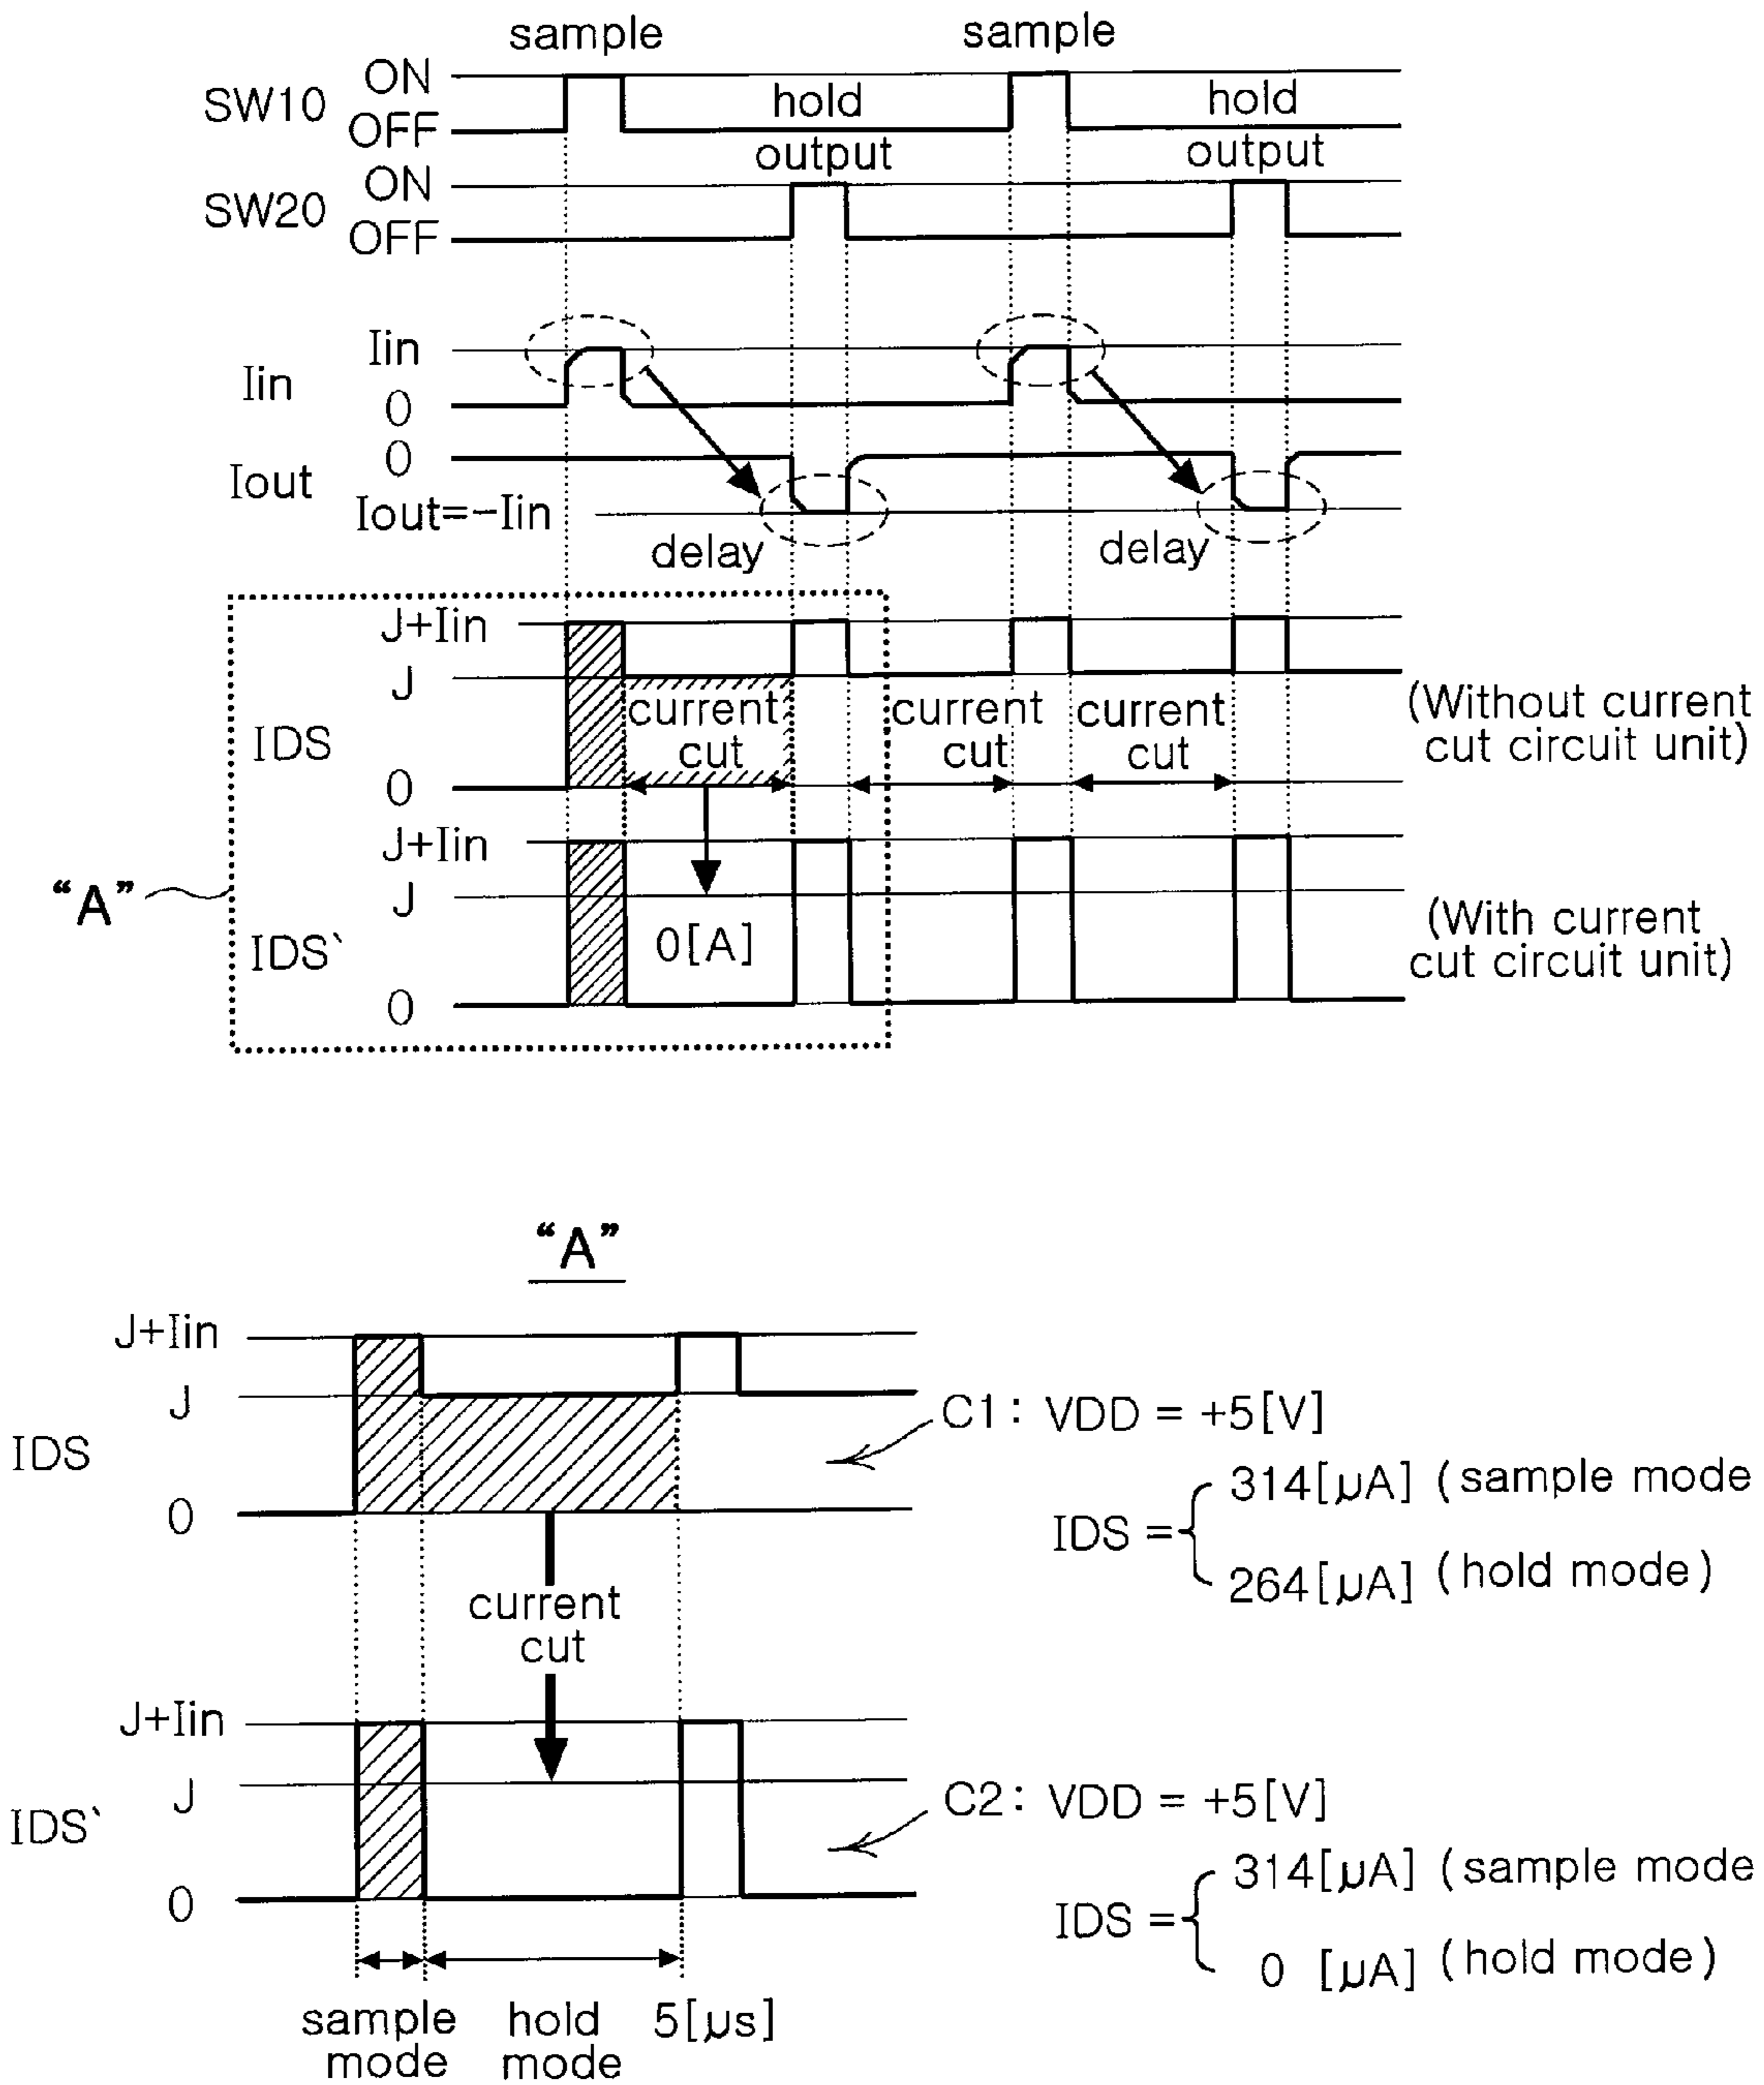 sample sample
SW10 ON
OFF
hold hold
output output
SW20 ON
OFF
Iin Iin
0
Iout 0
Iout=-Iin
delay delay
J+Iin
J
IDS
0
current cut
current cut
current cut
(Without current
cut circuit unit)
J+Iin
"A"
J
IDS`
0[A]
0
(With current
cut circuit unit)
"A"
J+Iin
J
IDS
0
C1: VDD = +5[V]
IDS =
314[µA] (sample mode
264[µA] (hold mode)
current
cut
J+Iin
J
IDS`
0
C2: VDD = +5[V]
IDS =
314[µA] (sample mode
0 [µA] (hold mode)
sample
mode
hold
mode
5[µs]